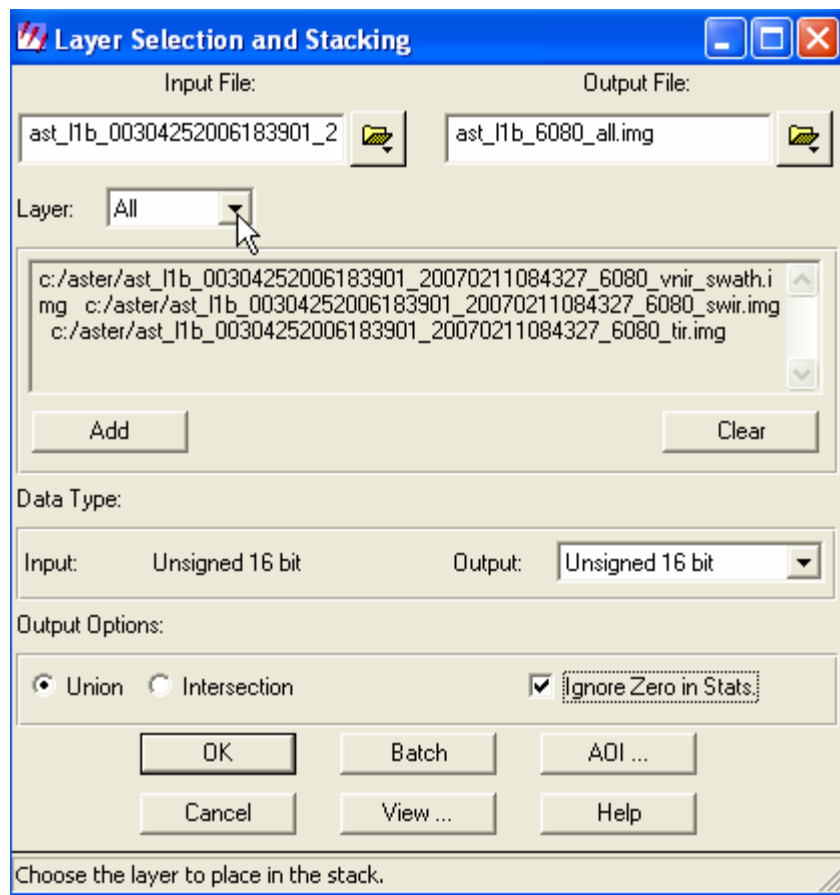 Layer Selection and Stacking
Input File:
Output File:
ast_l1b_00304252006183901_2
ast_l1b_6080_all.img
Layer:
All
c:/aster/ast_l1b_00304252006183901_20070211084327_6080_vnir_swath.i
mg c:/aster/ast_l1b_00304252006183901_20070211084327_6080_swir.img
c:/aster/ast_l1b_00304252006183901_20070211084327_6080_tir.img
Add
Clear
Data Type:
Input:
Unsigned 16 bit
Output:
Unsigned 16 bit
Output Options:
Union
Intersection
Ignore Zero in Stats.
OK
Batch
AOI ...
Cancel
View ...
Help
Choose the layer to place in the stack.